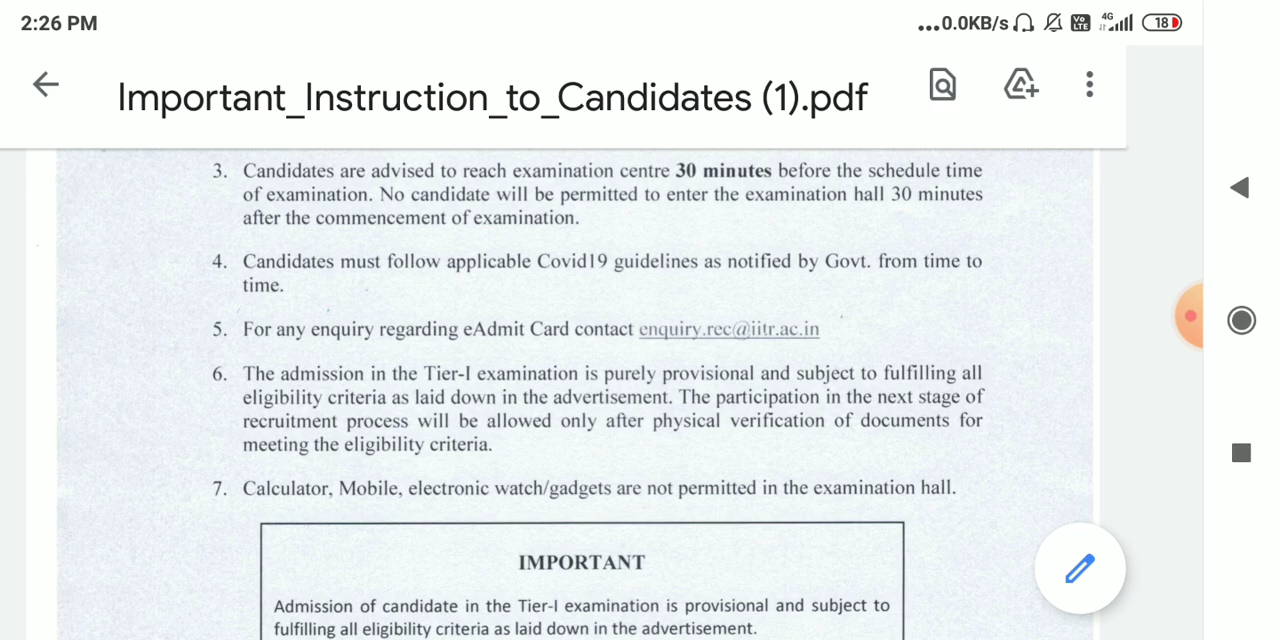 2:26 PM
...0.0KB/s Vo LTE 4G 18
Important_Instruction_to_Candidates (1).pdf
3. Candidates are advised to reach examination centre 30 minutes before the schedule time
of examination. No candidate will be permitted to enter the examination hall 30 minutes
after the commencement of examination.
4. Candidates must follow applicable Covid19 guidelines as notified by Govt. from time to
time.
5. For any enquiry regarding eAdmit Card contact enquiry.rec@iitr.ac.in
6. The admission in the Tier-I examination is purely provisional and subject to fulfilling all
eligibility criteria as laid down in the advertisement. The participation in the next stage of
recruitment process will be allowed only after physical verification of documents for
meeting the eligibility criteria.
7. Calculator, Mobile, electronic watch/gadgets are not permitted in the examination hall.
IMPORTANT
Admission of candidate in the Tier-I examination is provisional and subject to
fulfilling all eligibility criteria as laid down in the advertisement.